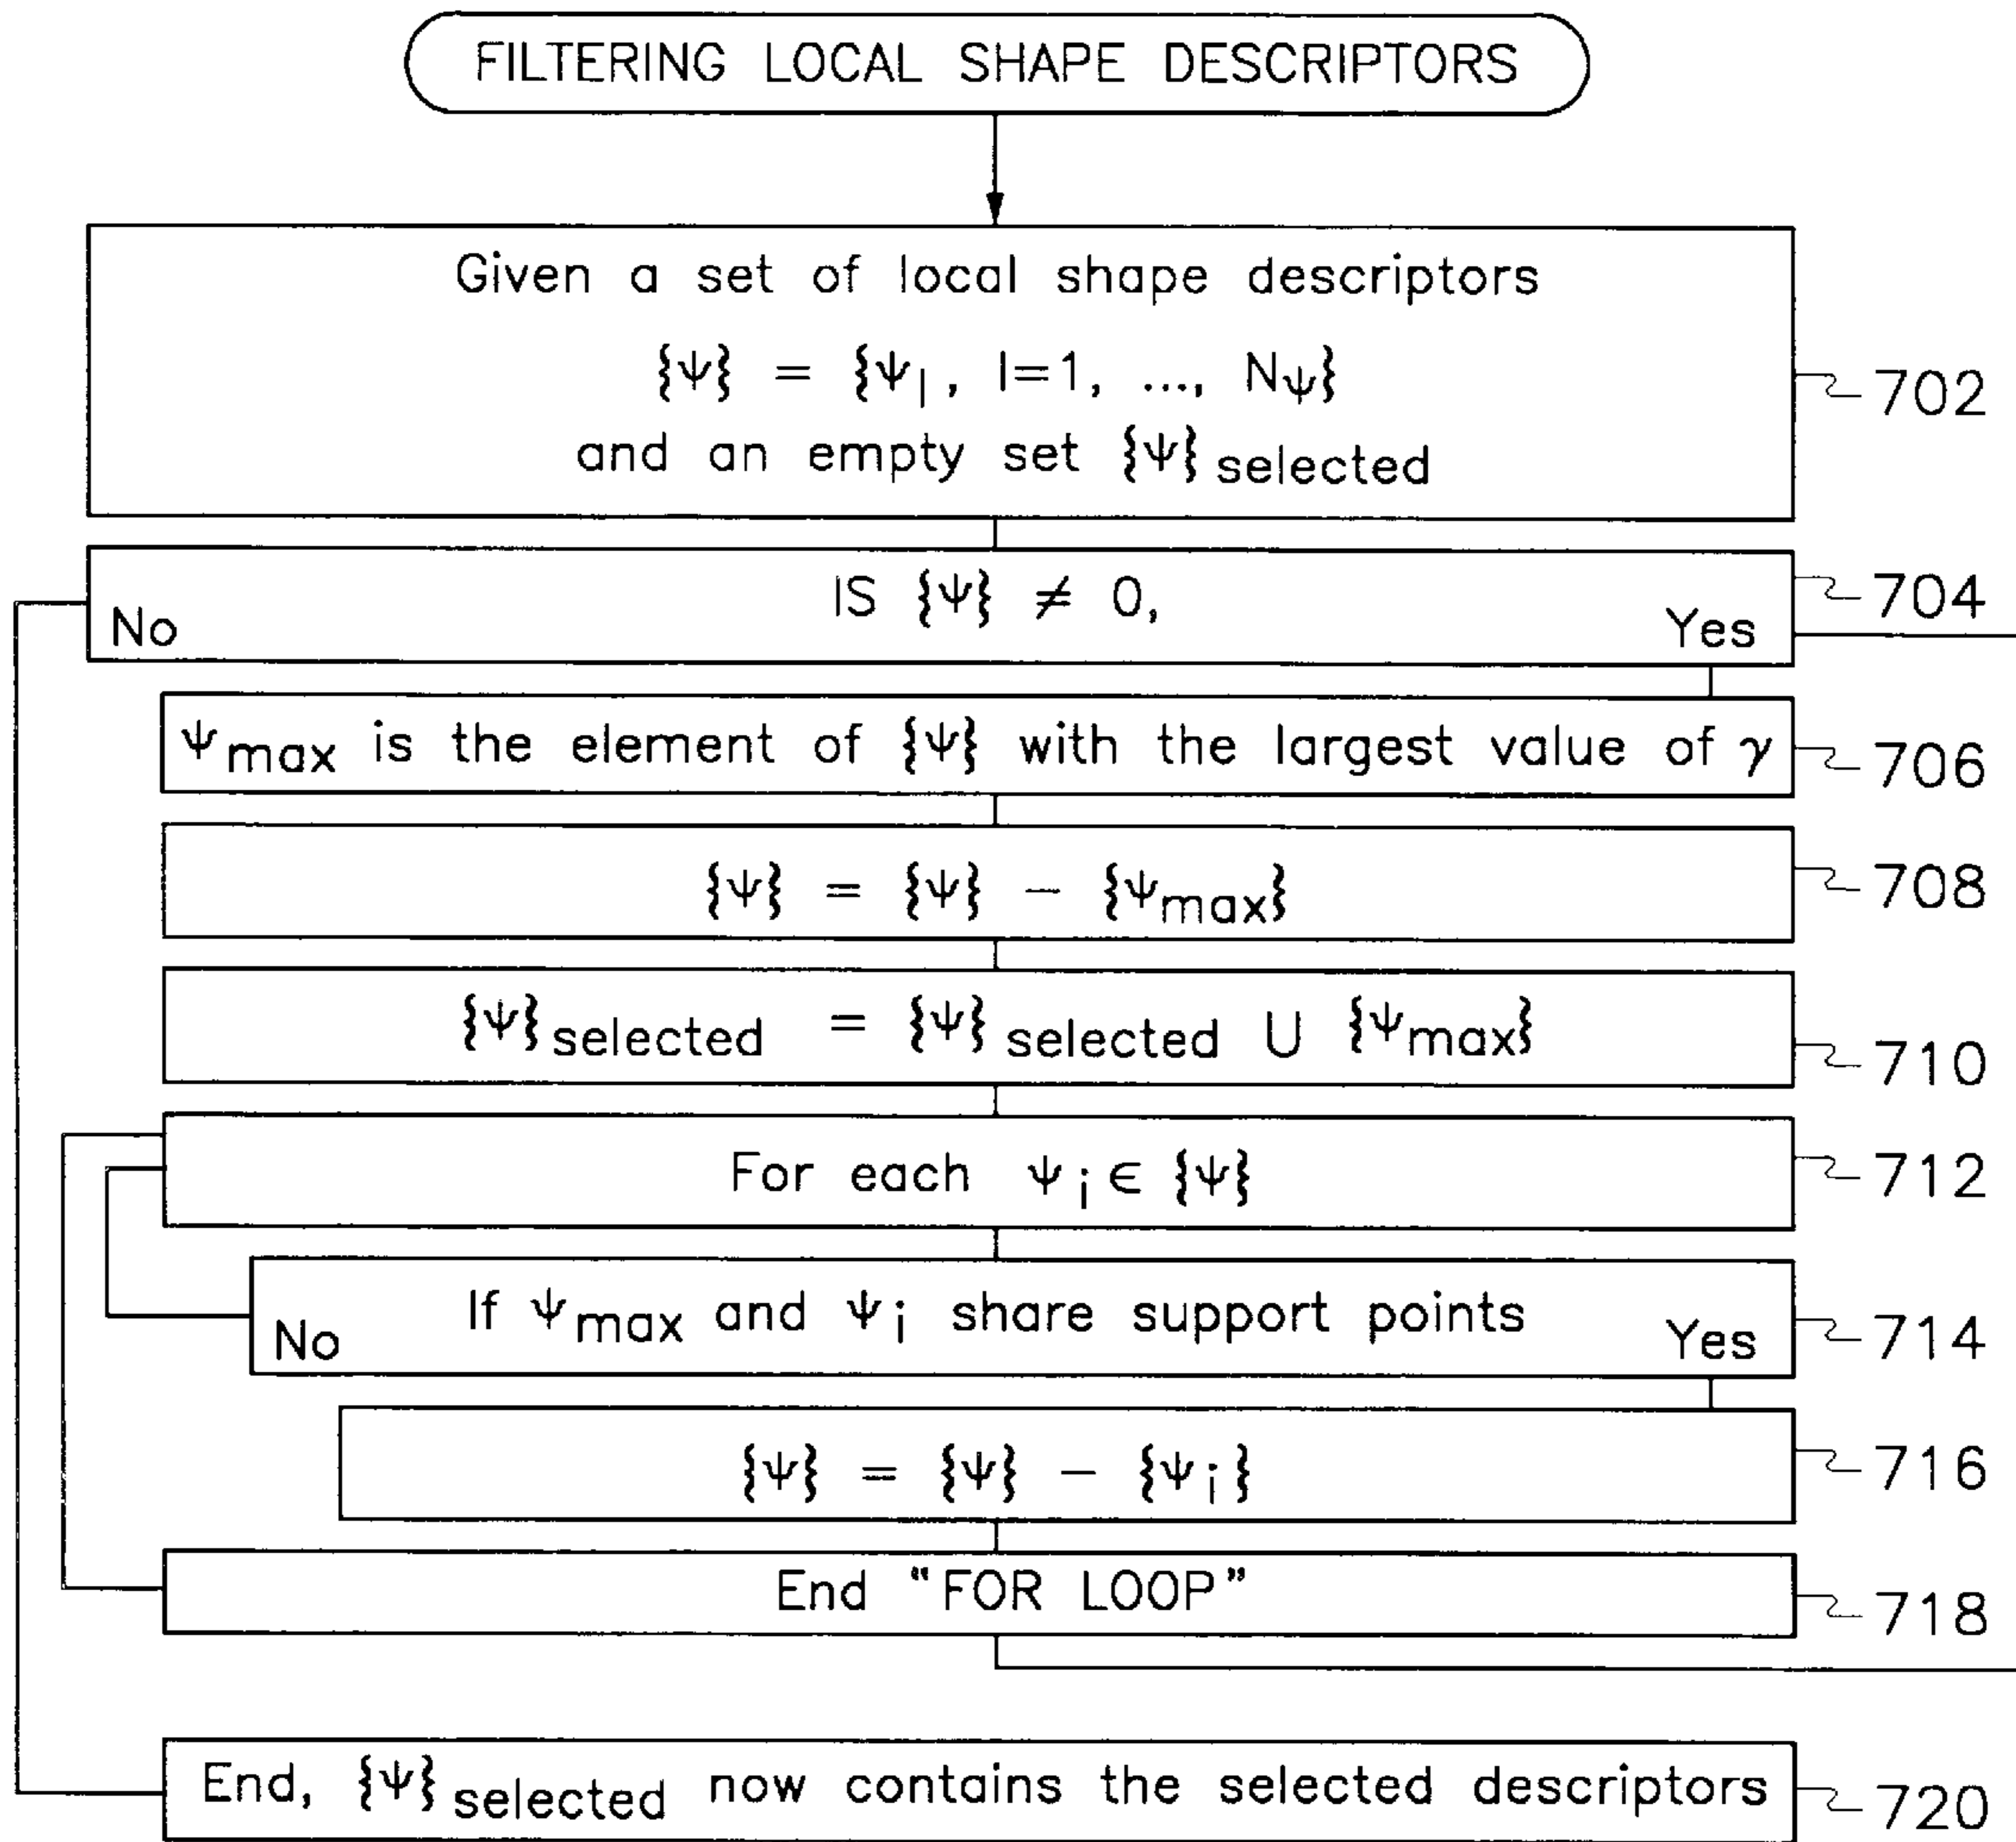 FILTERING LOCAL SHAPE DESCRIPTORS
Given a set of local shape descriptors
{ψ} = {ψl, l=1, ..., Nψ}
and an empty set {ψ} selected
702
IS {ψ} ≠ 0,
No
Yes
704
ψmax is the element of {ψ} with the largest value of γ
706
{ψ} = {ψ} − {ψmax}
708
{ψ} selected = {ψ} selected U {ψmax}
710
For each ψi ∈ {ψ}
712
If ψmax and ψi share support points
No
Yes
714
{ψ} = {ψ} − {ψi}
716
End “FOR LOOP”
718
End, {ψ} selected now contains the selected descriptors
720